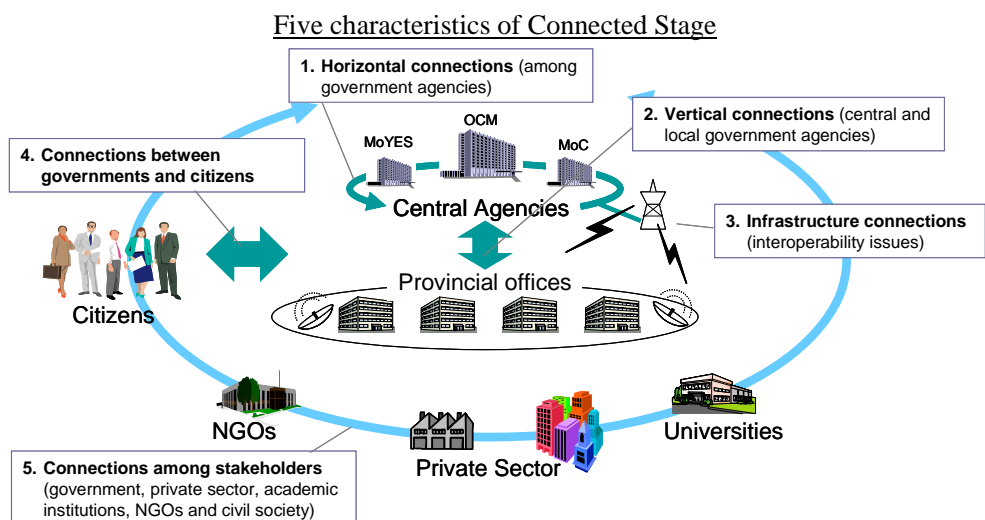 Five characteristics of Connected Stage
1. Horizontal connections (among
government agencies)
2. Vertical connections (central and
local government agencies)
OCM
MoYES
MoC
4. Connections between
governments and citizens
Central Agencies
3. Infrastructure connections
(interoperability issues)
Provincial offices
Citizens
NGOs
Universities
Private Sector
5. Connections among stakeholders
(government, private sector, academic
institutions, NGOs and civil society)